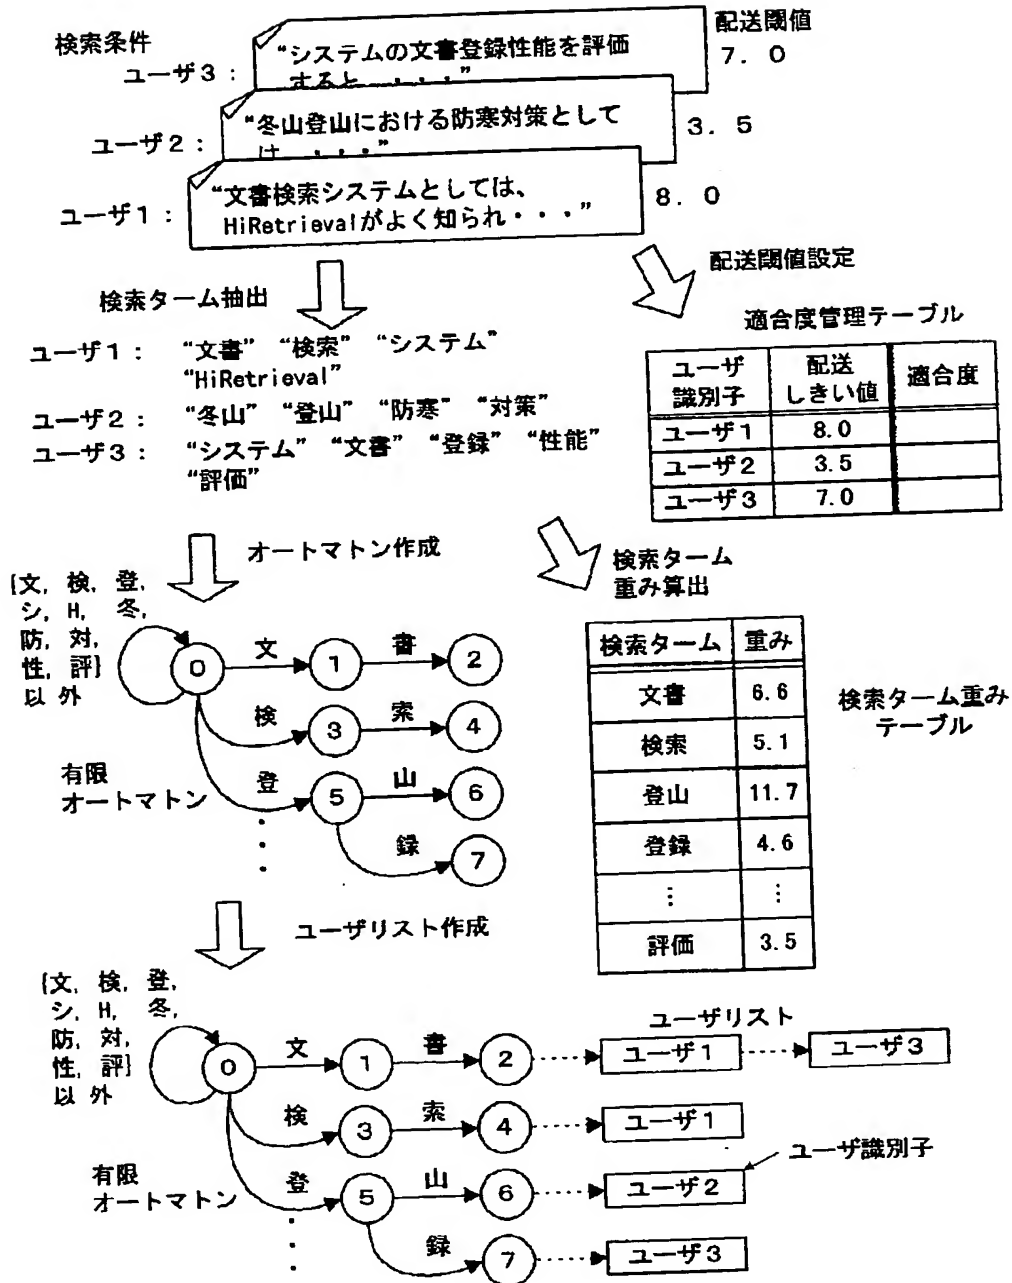 検索条件
配送閾値
ユーザ3：
“システムの文書登録性能を評価
すると ・・・・”
7．0
ユーザ2：
“冬山登山における防寒対策として
は ・・・・”
3．5
ユーザ1：
“文書検索システムとしては、
HiRetrievalがよく知られ・・・”
8．0
検索ターム抽出
配送閾値設定
ユーザ1： “文書” “検索” “システム”
“HiRetrieval”
ユーザ2： “冬山” “登山” “防寒” “対策”
ユーザ3： “システム” “文書” “登録” “性能”
“評価”
適合度管理テーブル
ユーザ 配送 適合度
識別子 しきい値
ユーザ1 8.0
ユーザ2 3.5
ユーザ3 7.0
オートマトン作成
検索ターム
重み算出
{文, 検, 登,
シ, H, 冬,
防, 対,
性, 評}
以外
0 文 1 書 2
検 3 索 4
登 5 山 6
録 7
有限
オートマトン
・
・
・
検索ターム 重み
文書 6.6
検索 5.1
登山 11.7
登録 4.6
⋮ ⋮
評価 3.5
検索ターム重み
テーブル
ユーザリスト作成
{文, 検, 登,
シ, H, 冬,
防, 対,
性, 評}
以外
ユーザリスト
0 文 1 書 2 ユーザ1 ユーザ3
検 3 索 4 ユーザ1
ユーザ識別子
登 5 山 6 ユーザ2
録 7 ユーザ3
有限
オートマトン
・
・
・